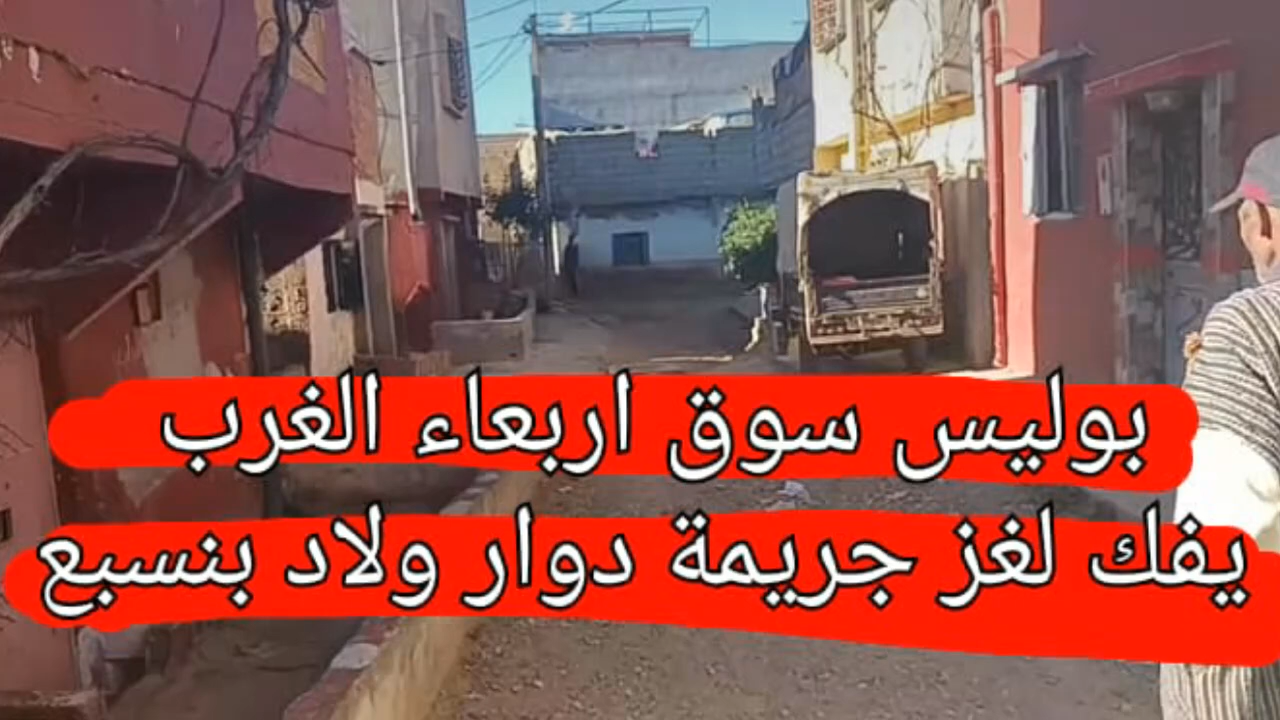 بوليس سوق اربعاء الغرب
يفك لغز جريمة دوار ولاد بنسبع